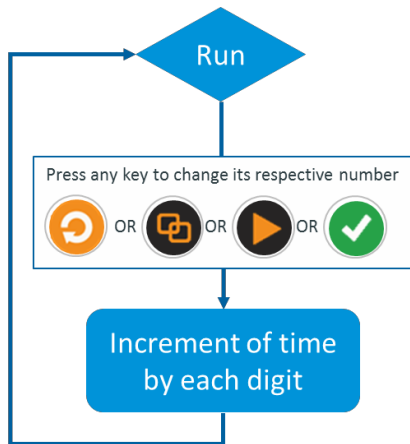 Run
Press any key to change its respective number
OR OR OR
Increment of time
by each digit